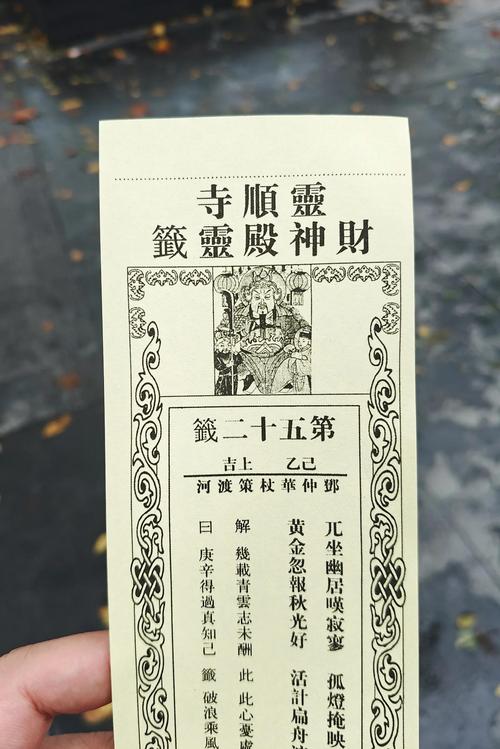 靈順寺
財神殿靈籤
第五十二籤
己乙 上吉
鄧仲華杖策渡河
兀坐幽居嘆寂寥 孤燈掩映
黃金忽報秋光好 活計扁舟
解 幾載青雲志未酬 此 此心憂
曰 庚辛得過真知己 籤 破浪乘風